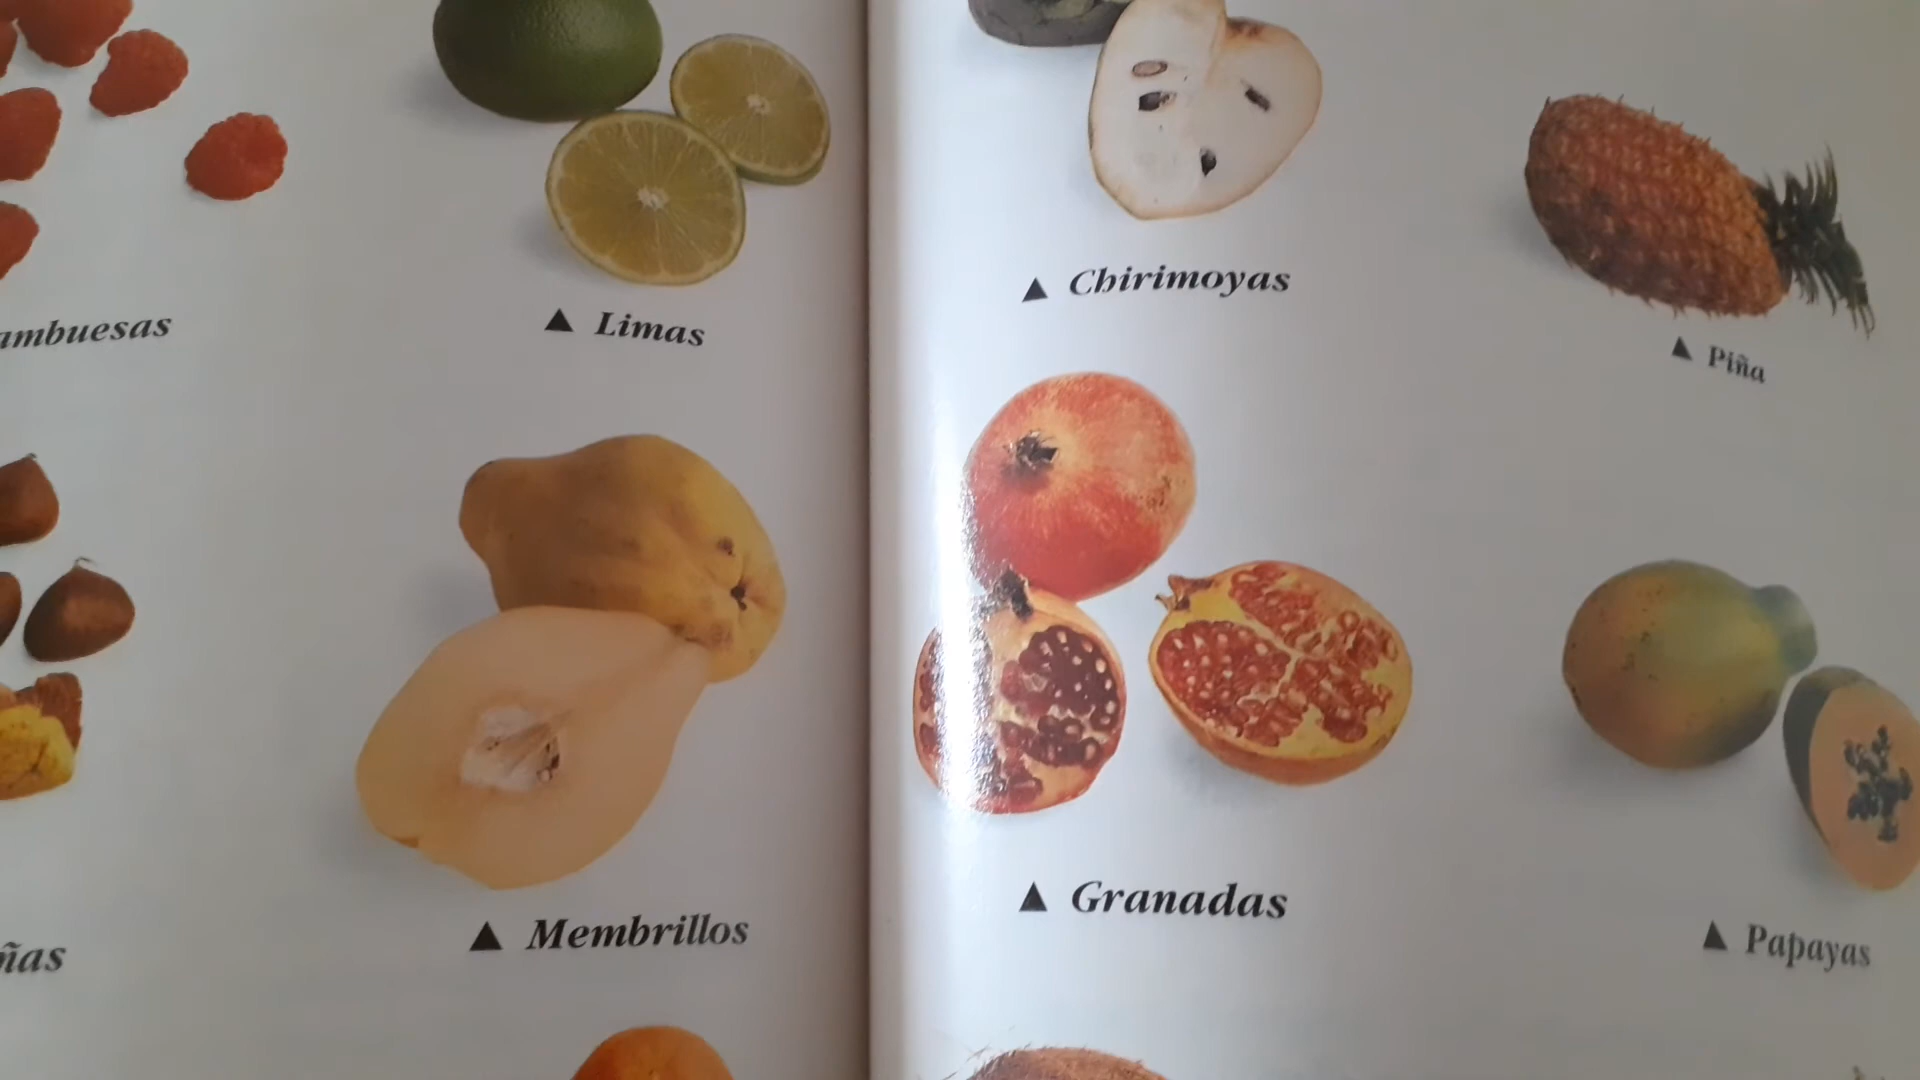 ambuesas
▲ Limas
▲ Chirimoyas
▲ Piña
ñas
▲ Membrillos
▲ Granadas
▲ Papayas